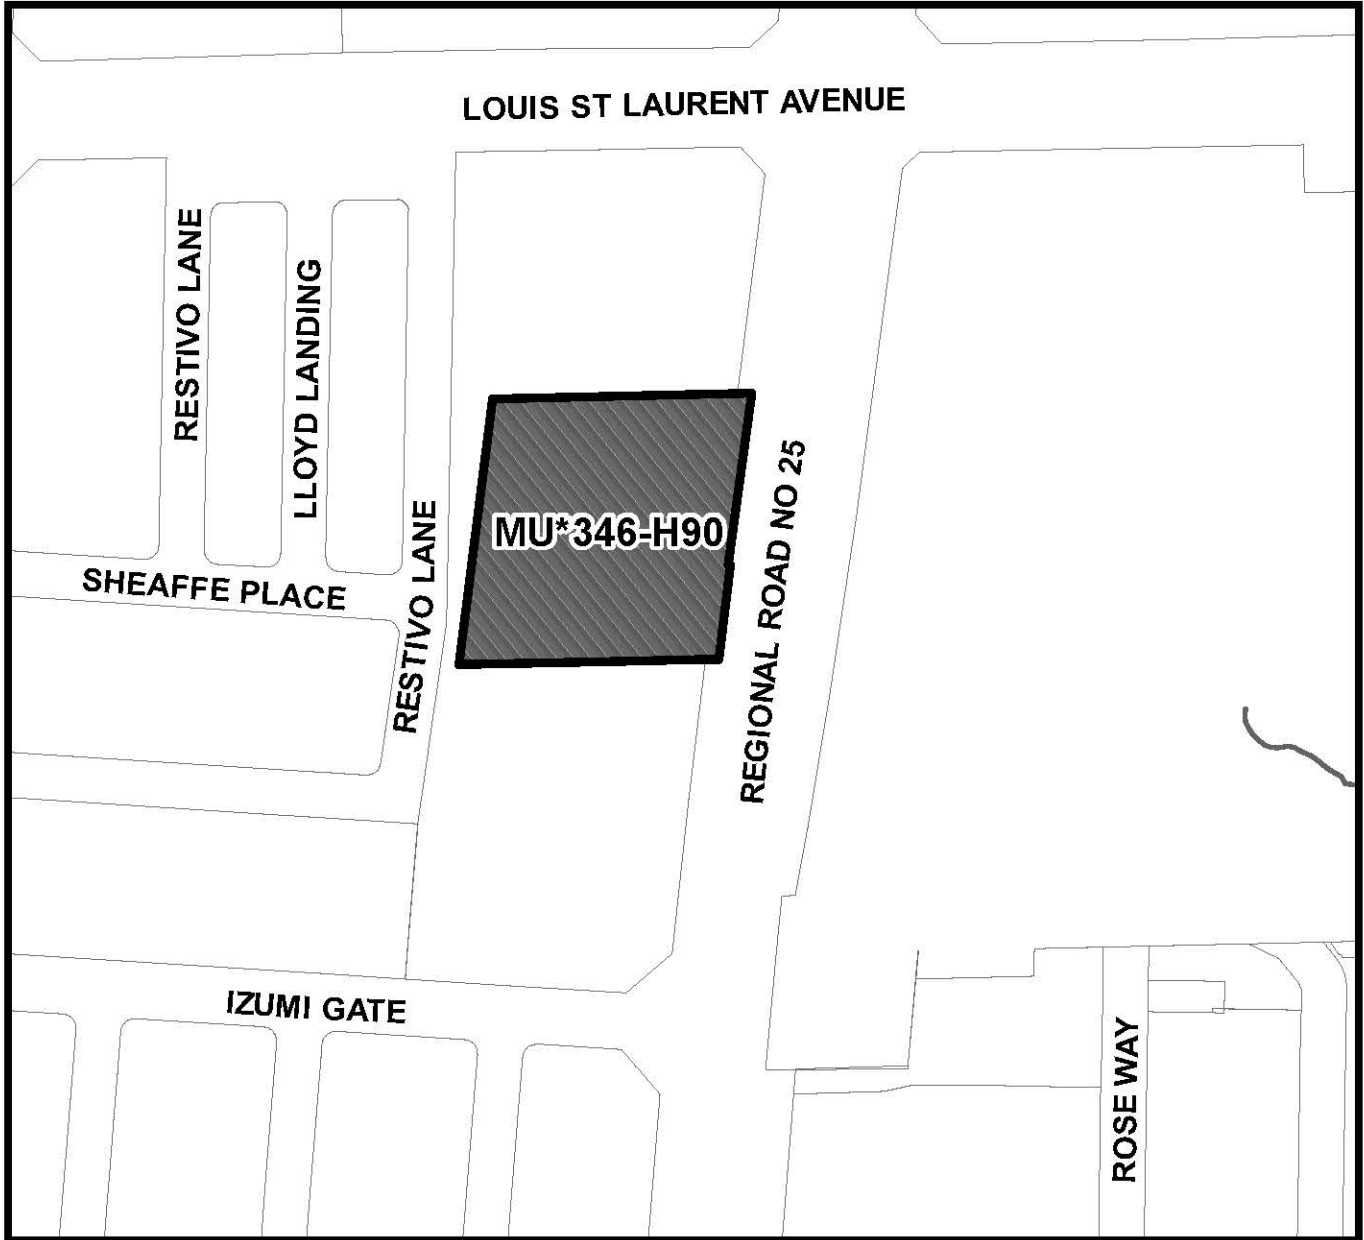 LOUIS ST LAURENT AVENUE
RESTIVO LANE
LLOYD LANDING
RESTIVO LANE
MU*346-H90
REGIONAL ROAD NO 25
SHEAFFE PLACE
IZUMI GATE
ROSE WAY